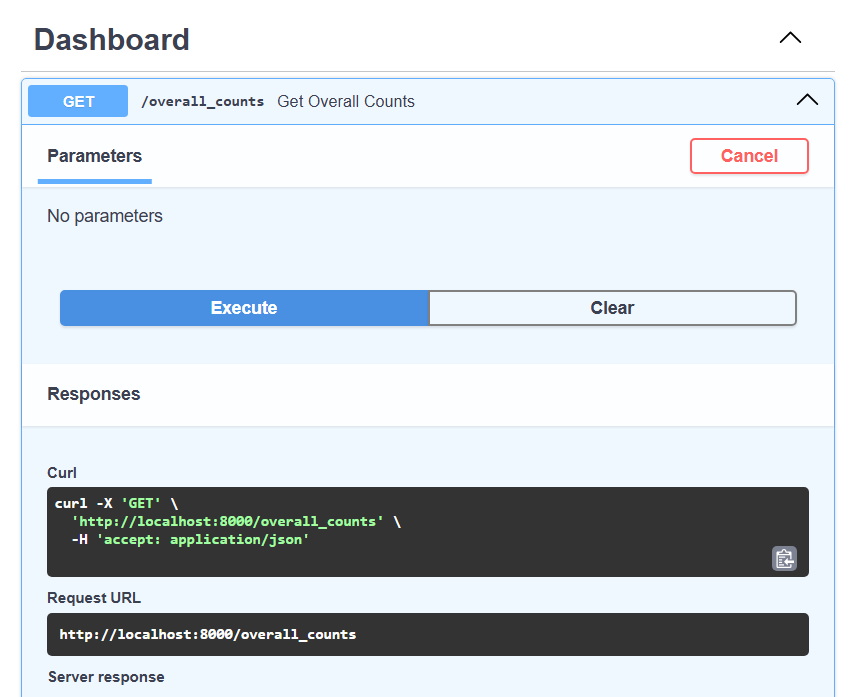 Dashboard
GET /overall_counts Get Overall Counts
Parameters
Cancel
No parameters
Execute
Clear
Responses
Curl
curl -X 'GET' \
  'http://localhost:8000/overall_counts' \
  -H 'accept: application/json'
Request URL
http://localhost:8000/overall_counts
Server response